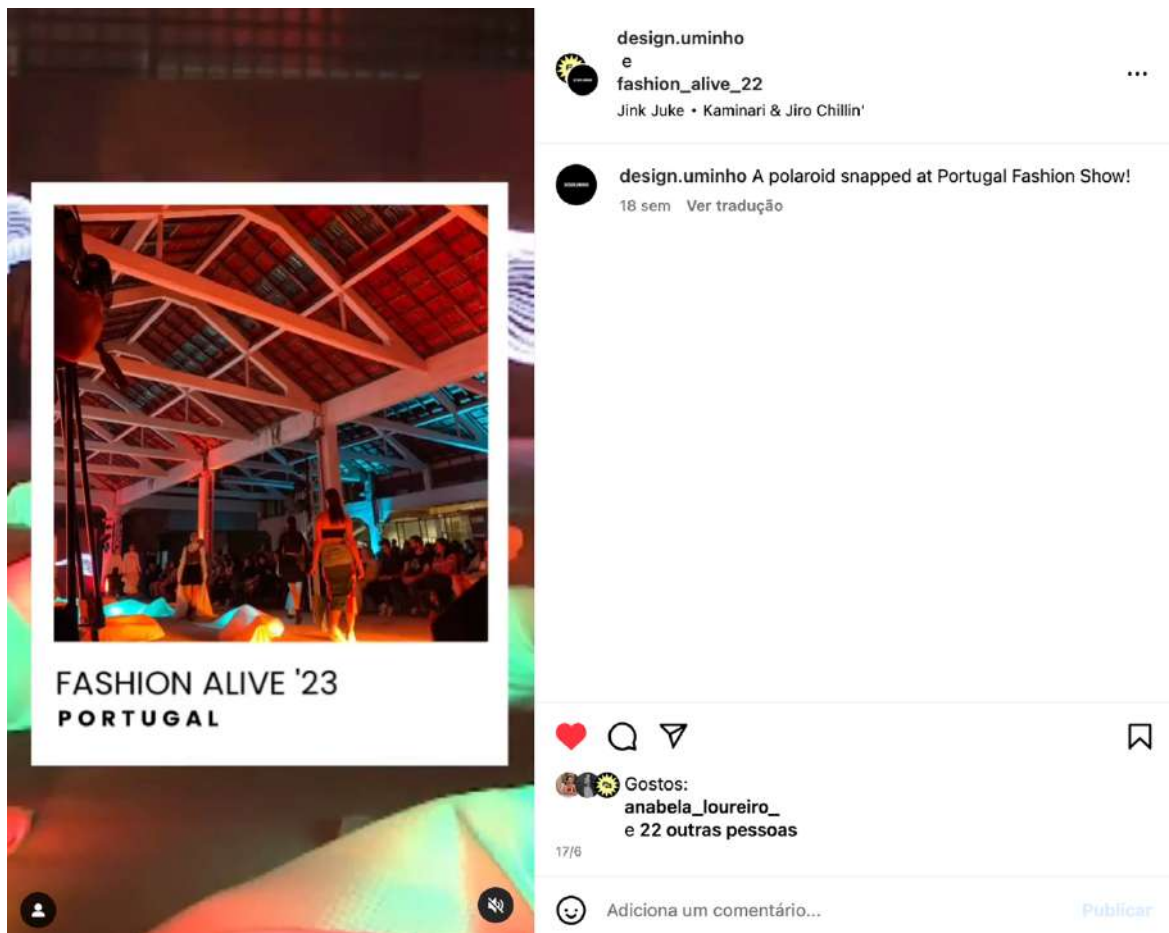 FASHION ALIVE '23
PORTUGAL
design.uminho
e
fashion_alive_22
Jink Juke • Kaminari & Jiro Chillin'
design.uminho A polaroid snapped at Portugal Fashion Show!
18 sem Ver tradução
Gostos:
anabela_loureiro_
e 22 outras pessoas
17/6
Adiciona um comentário...
Publicar